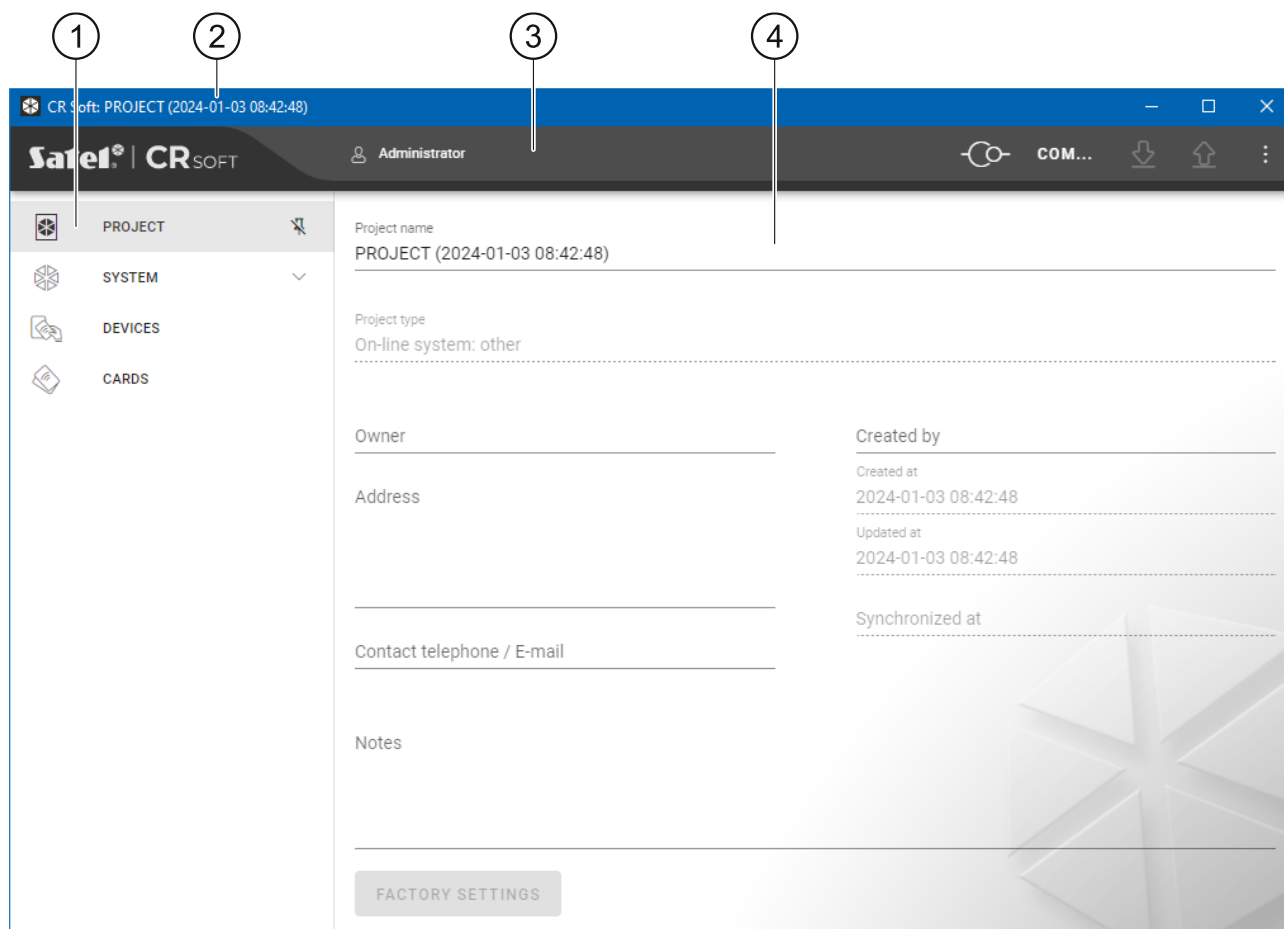 1 2 3 4
CR Soft: PROJECT (2024-01-03 08:42:48)
Satel® | CR SOFT
Administrator
COM...
PROJECT
SYSTEM
DEVICES
CARDS
Project name
PROJECT (2024-01-03 08:42:48)
Project type
On-line system: other
Owner
Address
Contact telephone / E-mail
Created by
Created at
2024-01-03 08:42:48
Updated at
2024-01-03 08:42:48
Synchronized at
Notes
FACTORY SETTINGS